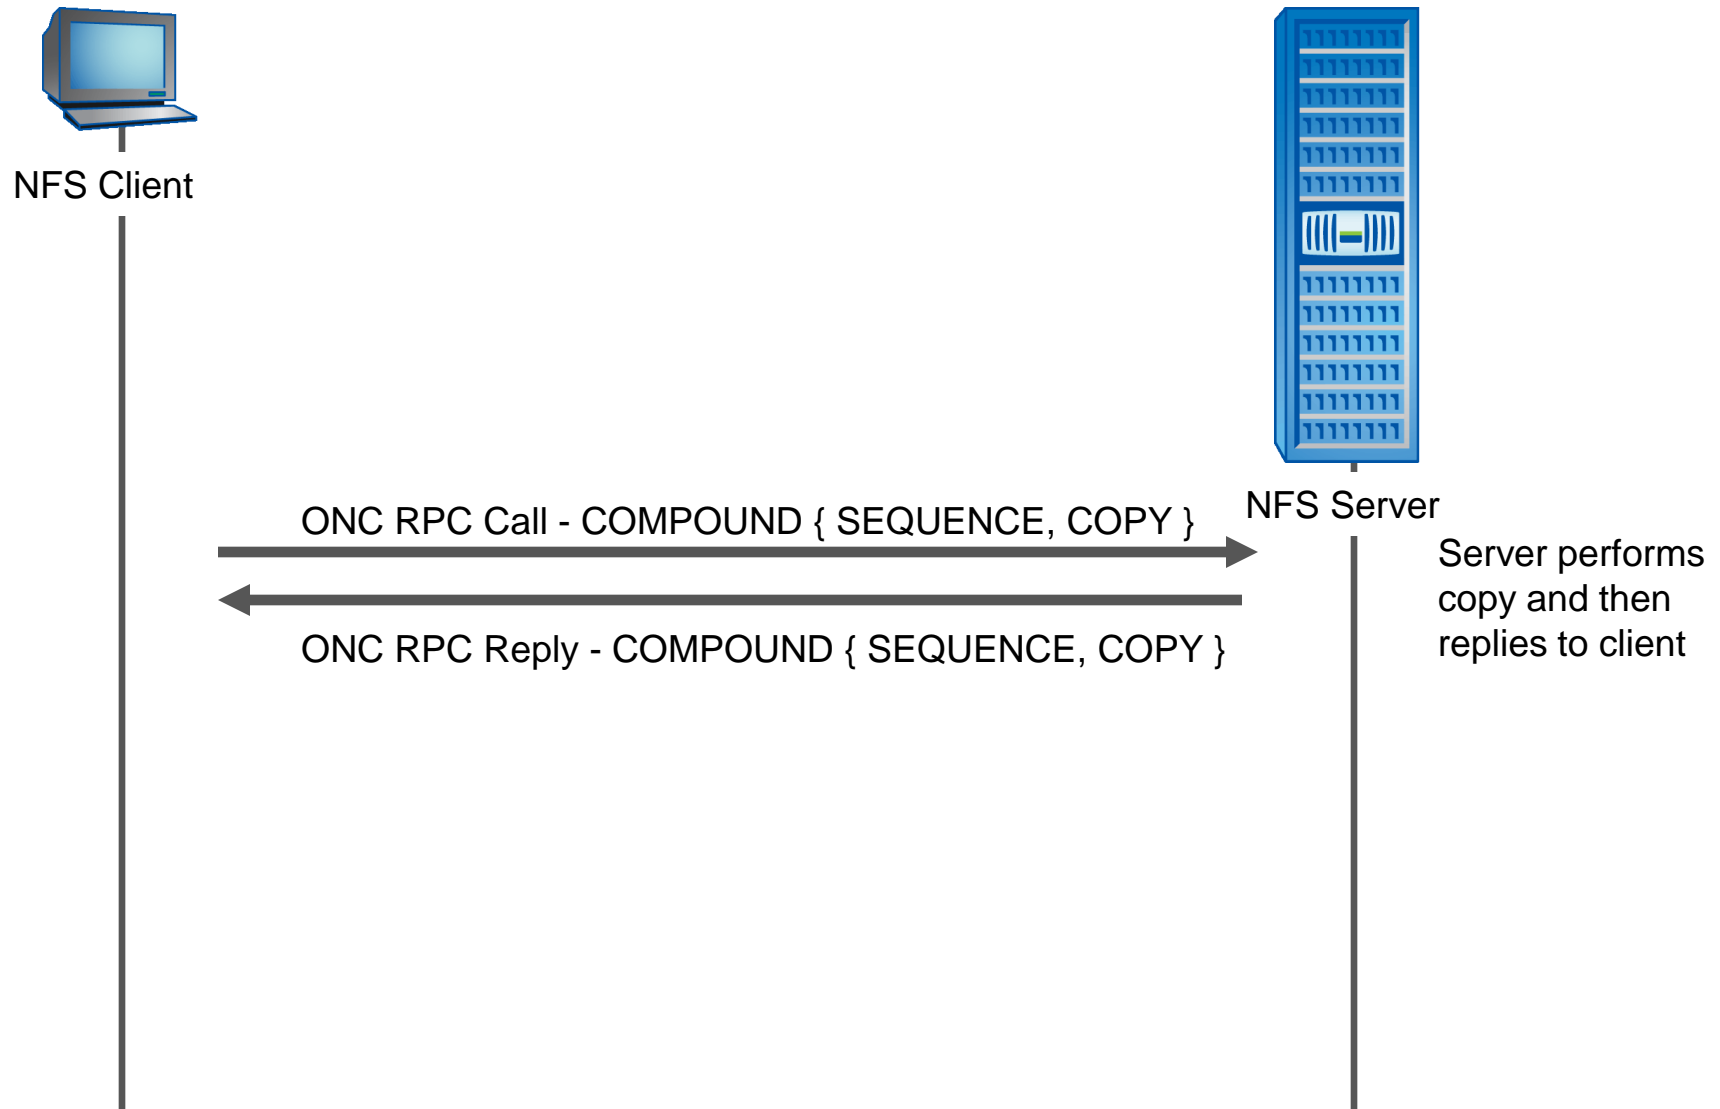 NFS Client
NFS Server
ONC RPC Call - COMPOUND { SEQUENCE, COPY }
Server performs
copy and then
replies to client
ONC RPC Reply - COMPOUND { SEQUENCE, COPY }